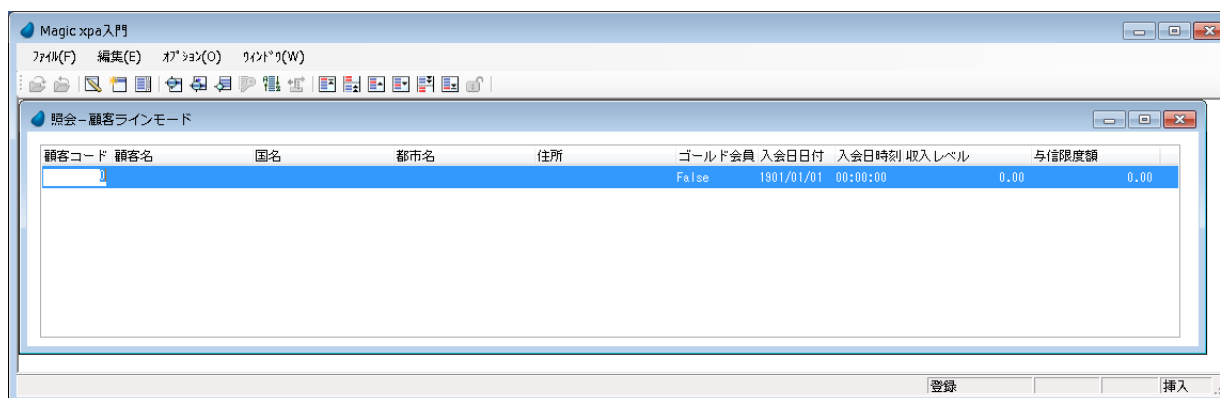 Magic xpa入門
ファイル(F) 編集(E) オプション(O) ウィンドウ(W)
照会－顧客ラインモード
顧客コード 顧客名 国名 都市名 住所 ゴールド会員 入会日日付 入会日時刻 収入レベル 与信限度額
0 False 1901/01/01 00:00:00 0.00 0.00
登録 挿入